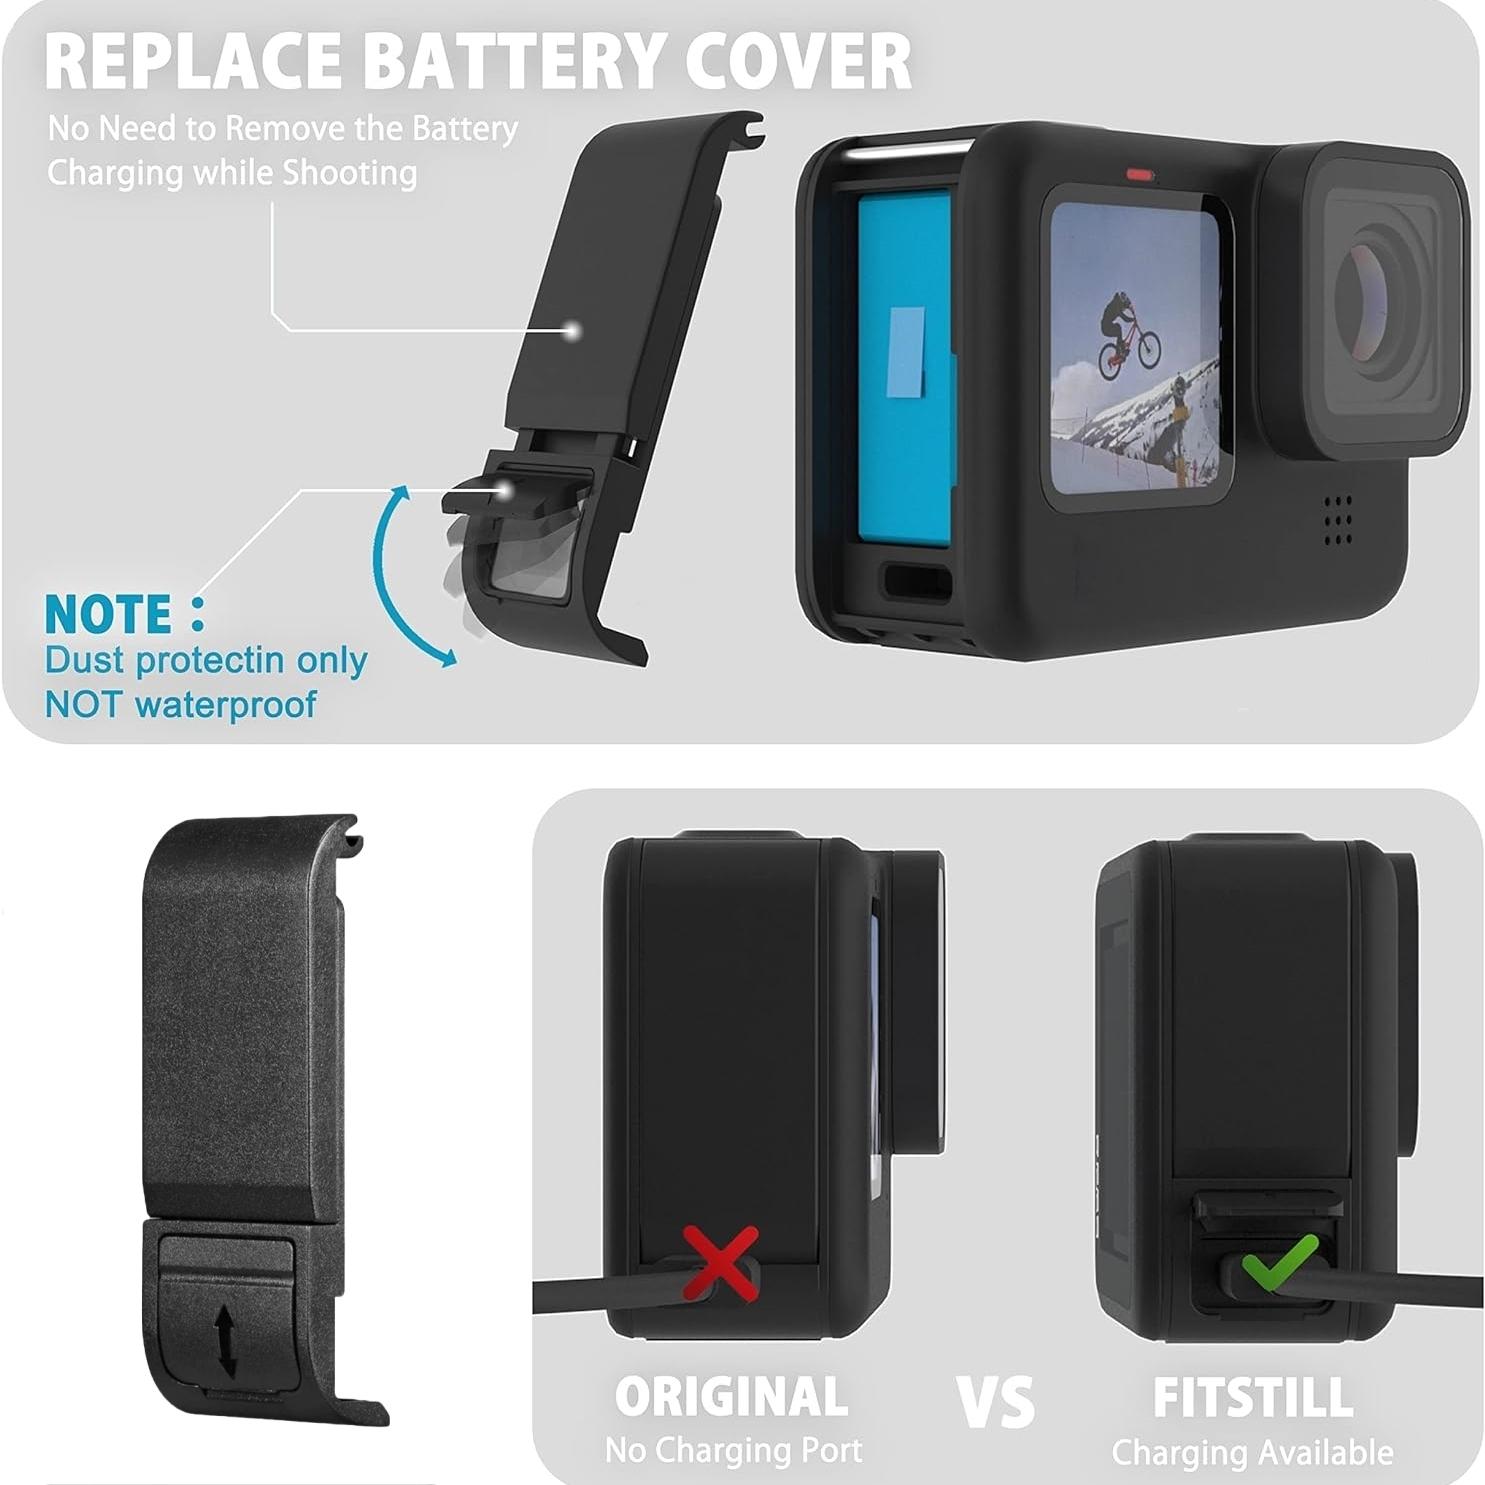 REPLACE BATTERY COVER
No Need to Remove the Battery
Charging while Shooting
NOTE：
Dust protectin only
NOT waterproof
ORIGINAL
No Charging Port
VS
FITSTILL
Charging Available